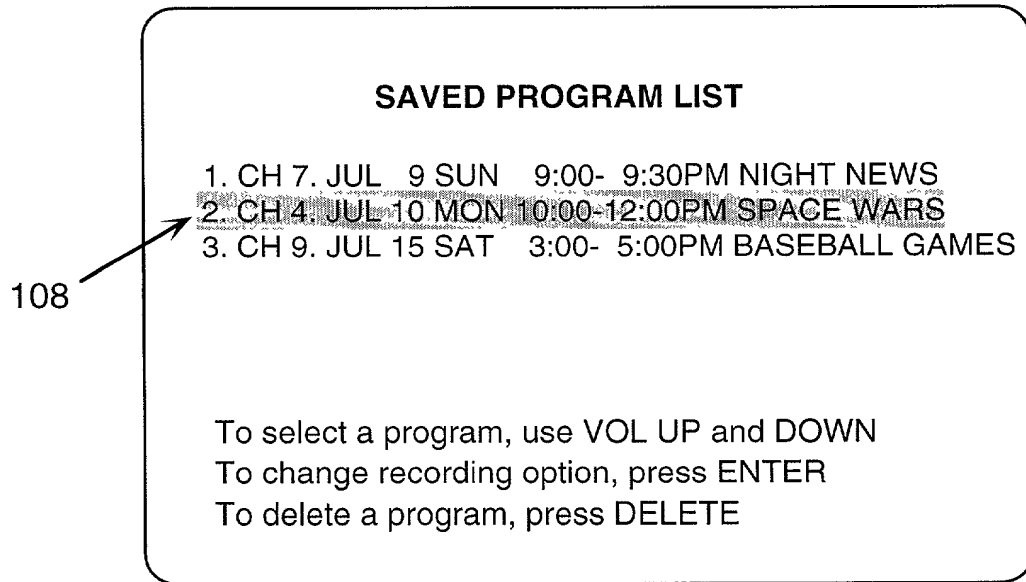 SAVED PROGRAM LIST
1. CH 7. JUL 9 SUN 9:00- 9:30PM NIGHT NEWS
2. CH 4. JUL 10 MON 10:00-12:00PM SPACE WARS
3. CH 9. JUL 15 SAT 3:00- 5:00PM BASEBALL GAMES
108
To select a program, use VOL UP and DOWN
To change recording option, press ENTER
To delete a program, press DELETE